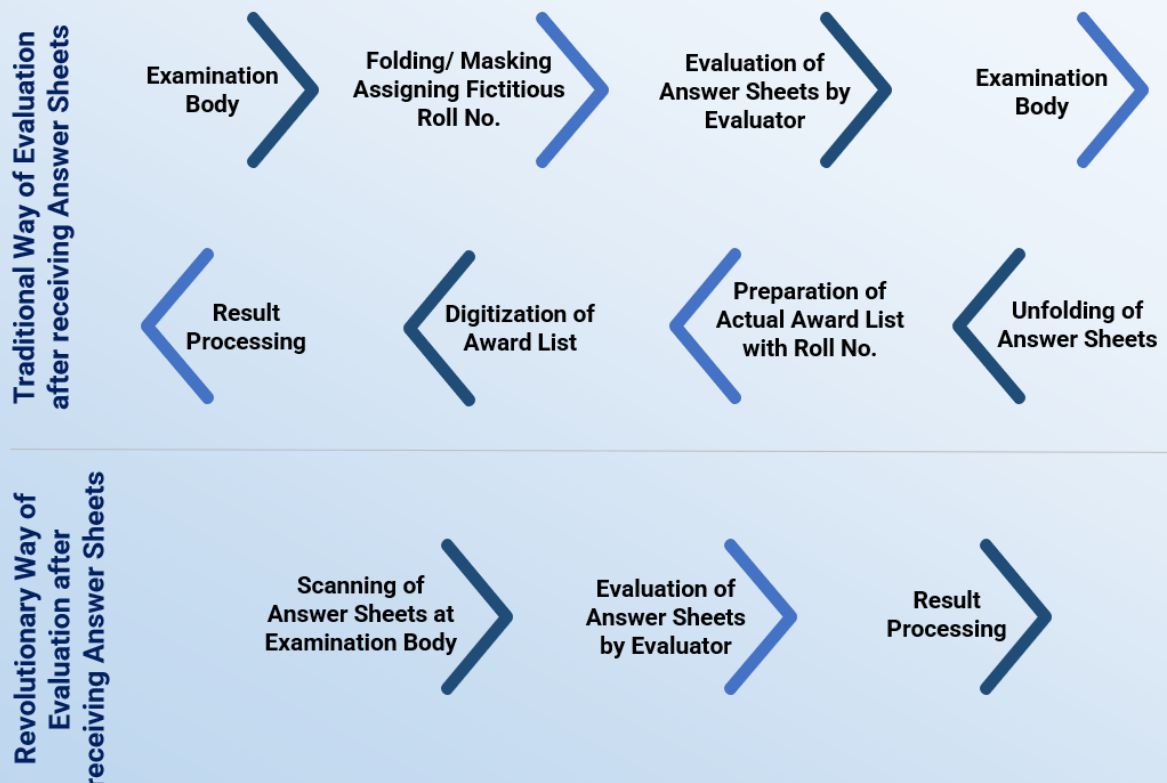 Traditional Way of Evaluation
after receiving Answer Sheets
Examination
Body
Folding/ Masking
Assigning Fictitious
Roll No.
Evaluation of
Answer Sheets by
Evaluator
Examination
Body
Unfolding of
Answer Sheets
Preparation of
Actual Award List
with Roll No.
Digitization of
Award List
Result
Processing
Revolutionary Way of
Evaluation after
receiving Answer Sheets
Scanning of
Answer Sheets at
Examination Body
Evaluation of
Answer Sheets
by Evaluator
Result
Processing